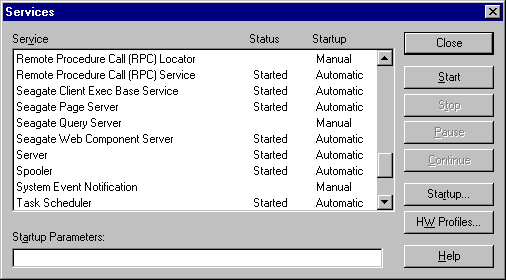 Services
Service Status Startup
Remote Procedure Call (RPC) Locator Manual
Remote Procedure Call (RPC) Service Started Automatic
Seagate Client Exec Base Service Started Automatic
Seagate Page Server Started Automatic
Seagate Query Server Manual
Seagate Web Component Server Started Automatic
Server Started Automatic
Spooler Started Automatic
System Event Notification Manual
Task Scheduler Started Automatic
Startup Parameters:
Close
Start
Stop
Pause
Continue
Startup...
HW Profiles...
Help